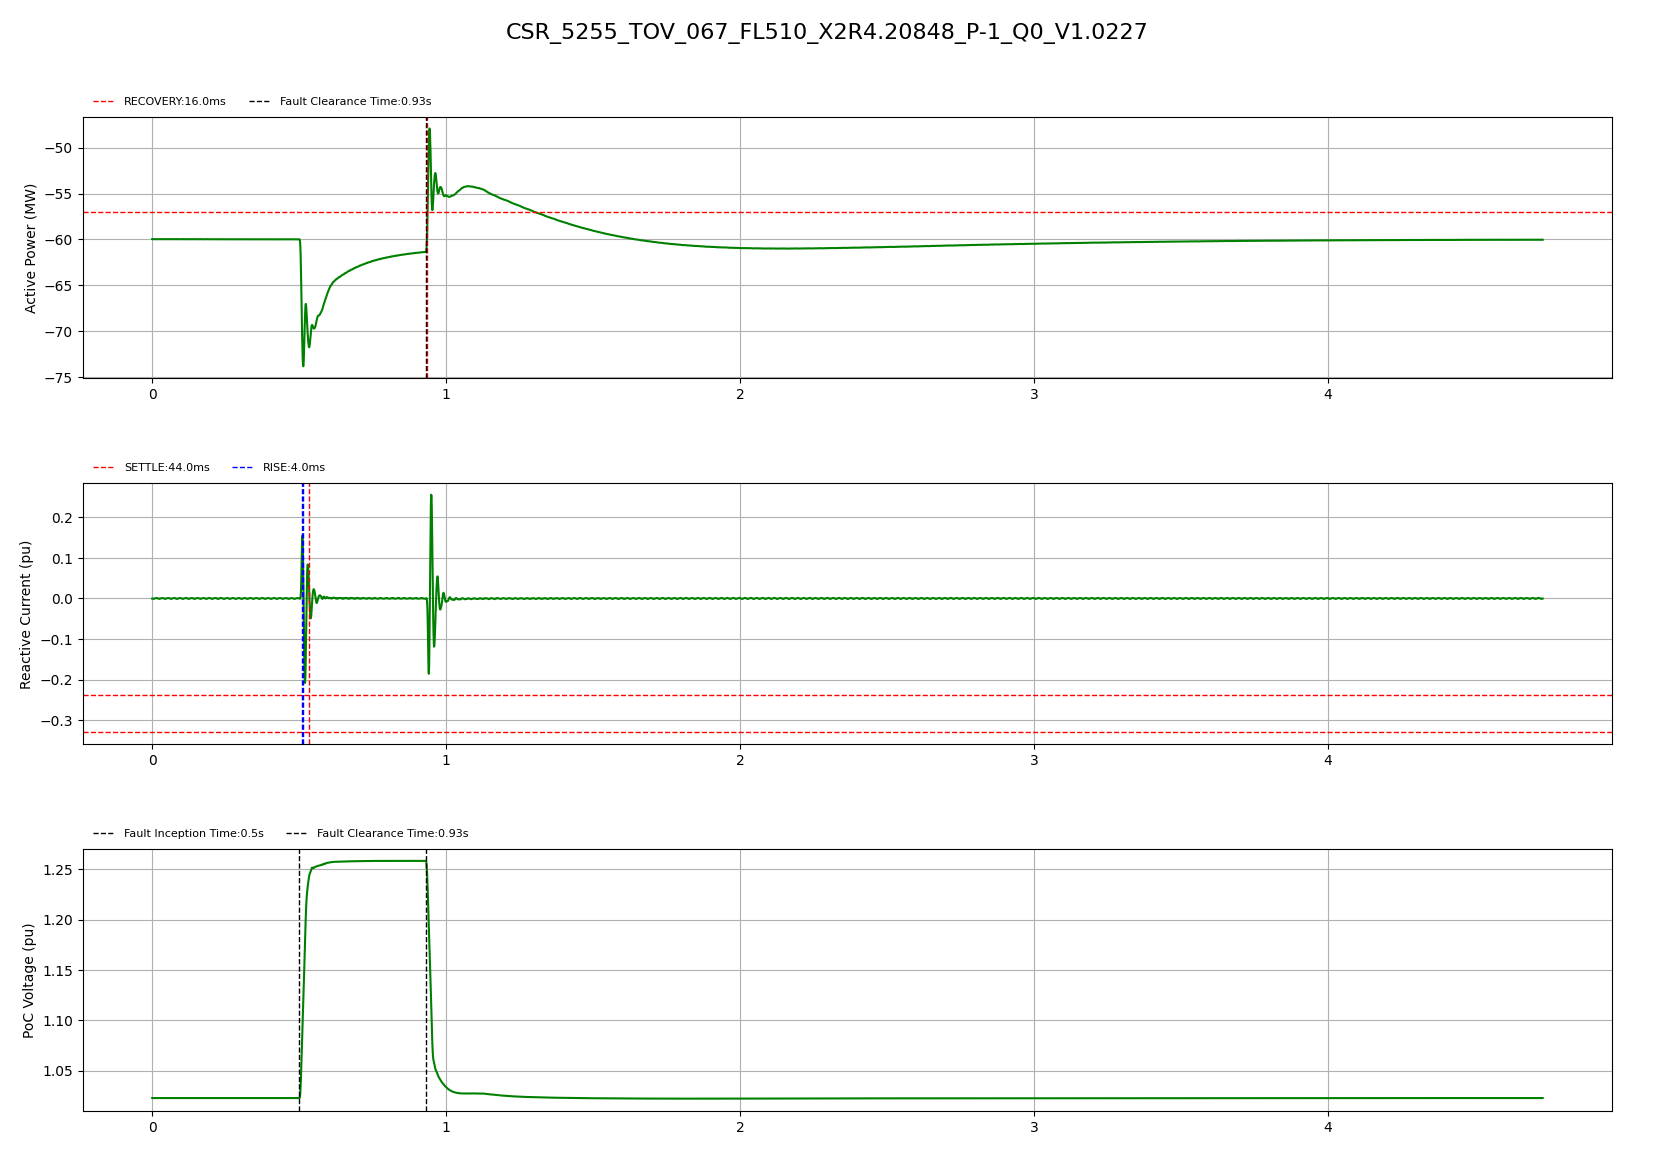 CSR_5255_TOV_067_FL510_X2R4.20848_P-1_Q0_V1.0227
RECOVERY:16.0ms Fault Clearance Time:0.93s
Active Power (MW)
−50
−55
−60
−65
−70
−75
0 1 2 3 4
SETTLE:44.0ms RISE:4.0ms
Reactive Current (pu)
0.2
0.1
0.0
−0.1
−0.2
−0.3
0 1 2 3 4
Fault Inception Time:0.5s Fault Clearance Time:0.93s
PoC Voltage (pu)
1.25
1.20
1.15
1.10
1.05
0 1 2 3 4